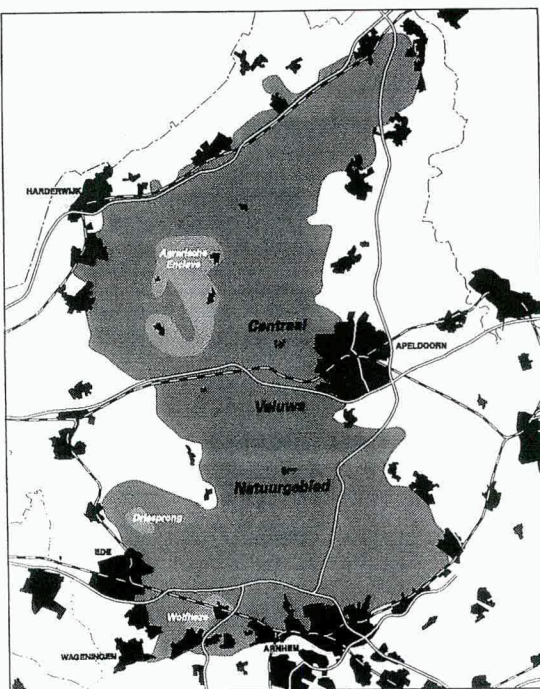 HARDERWIJK
Agrarische
Enclave
Centraal
APELDOORN
Veluws
Natuurgebied
Driesprong
EDE
Wolfheze
WAGENINGEN
ARNHEM